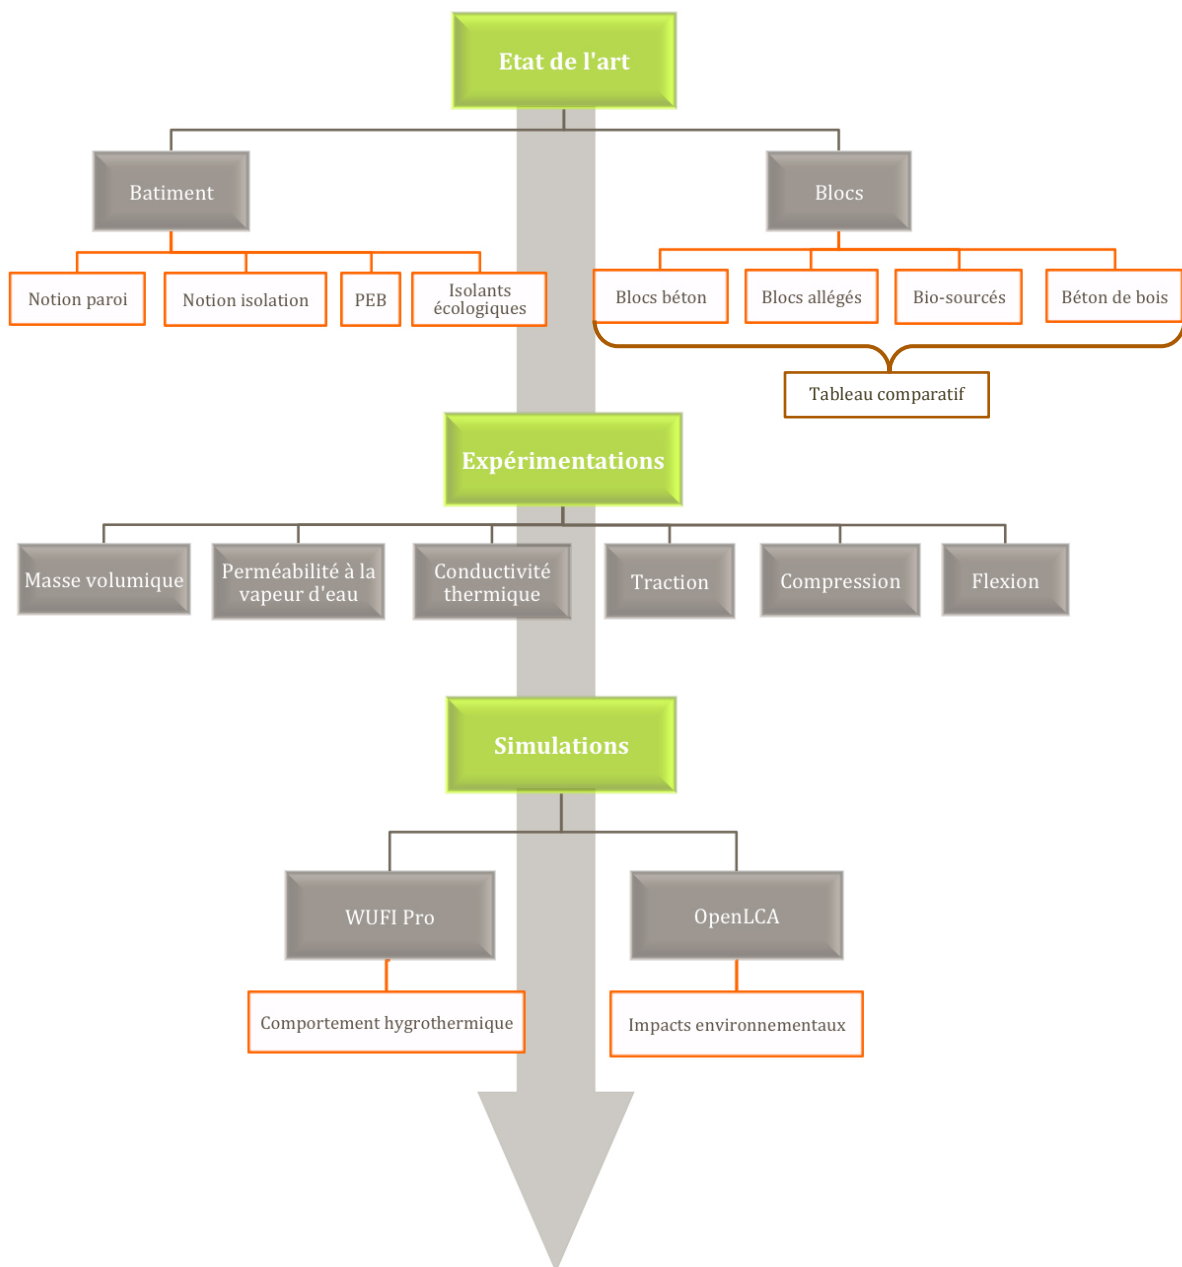 Etat de l'art
Batiment
Blocs
Notion paroi
Notion isolation
PEB
Isolants
écologiques
Blocs béton
Blocs allégés
Bio-sourcés
Béton de bois
Tableau comparatif
Expérimentations
Masse volumique
Perméabilité à la
vapeur d'eau
Conductivité
thermique
Traction
Compression
Flexion
Simulations
WUFI Pro
OpenLCA
Comportement hygrothermique
Impacts environnementaux